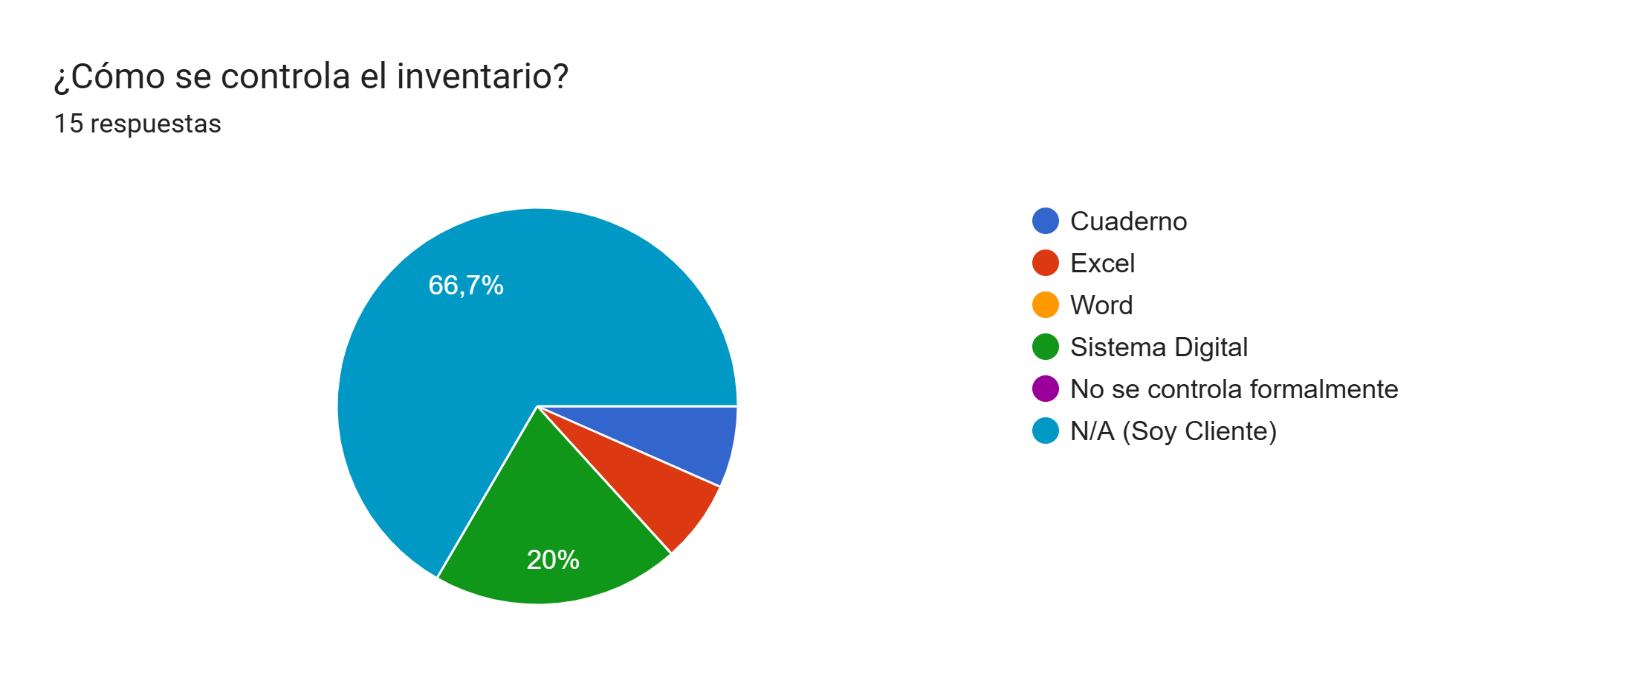 ¿Cómo se controla el inventario?
15 respuestas
66,7%
20%
Cuaderno
Excel
Word
Sistema Digital
No se controla formalmente
N/A (Soy Cliente)